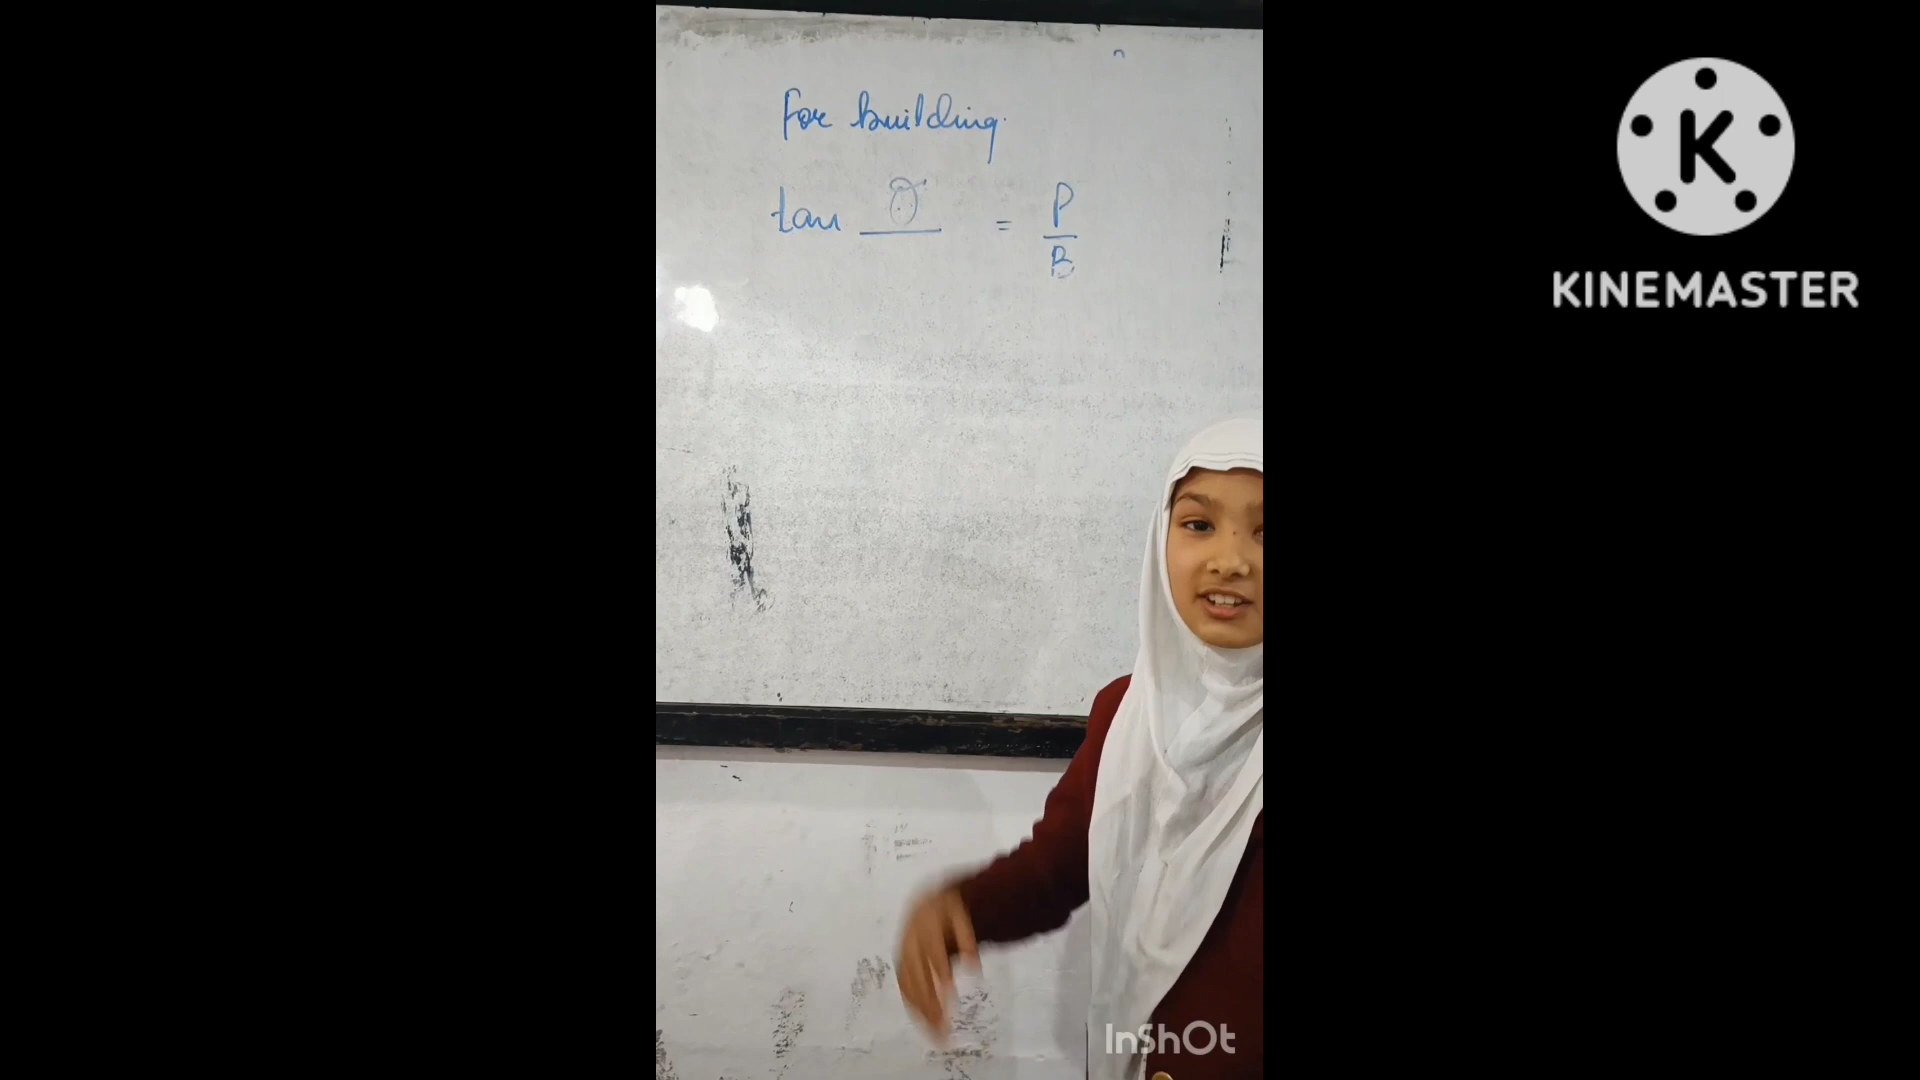 For building.
tan θ = P/B
KINEMASTER
InShOt